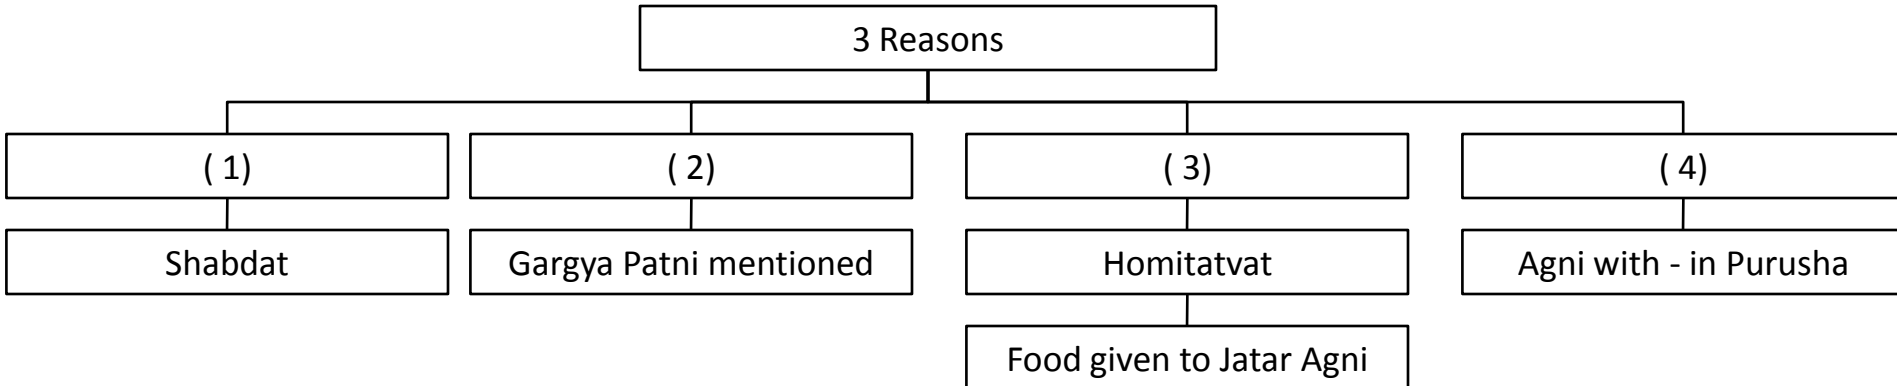 3 Reasons
( 1)
( 2)
( 3)
( 4)
Shabdat
Gargya Patni mentioned
Homitatvat
Agni with - in Purusha
Food given to Jatar Agni